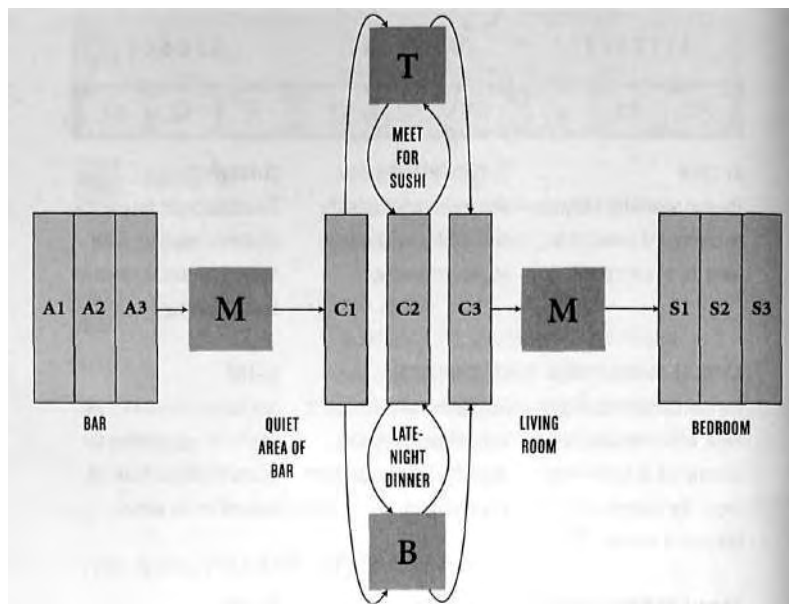 T
MEET
FOR
SUSHI
A1 A2 A3 M C1 C2 C3 M S1 S2 S3
BAR
QUIET
AREA OF
BAR
LATE-
NIGHT
DINNER
LIVING
ROOM
BEDROOM
B